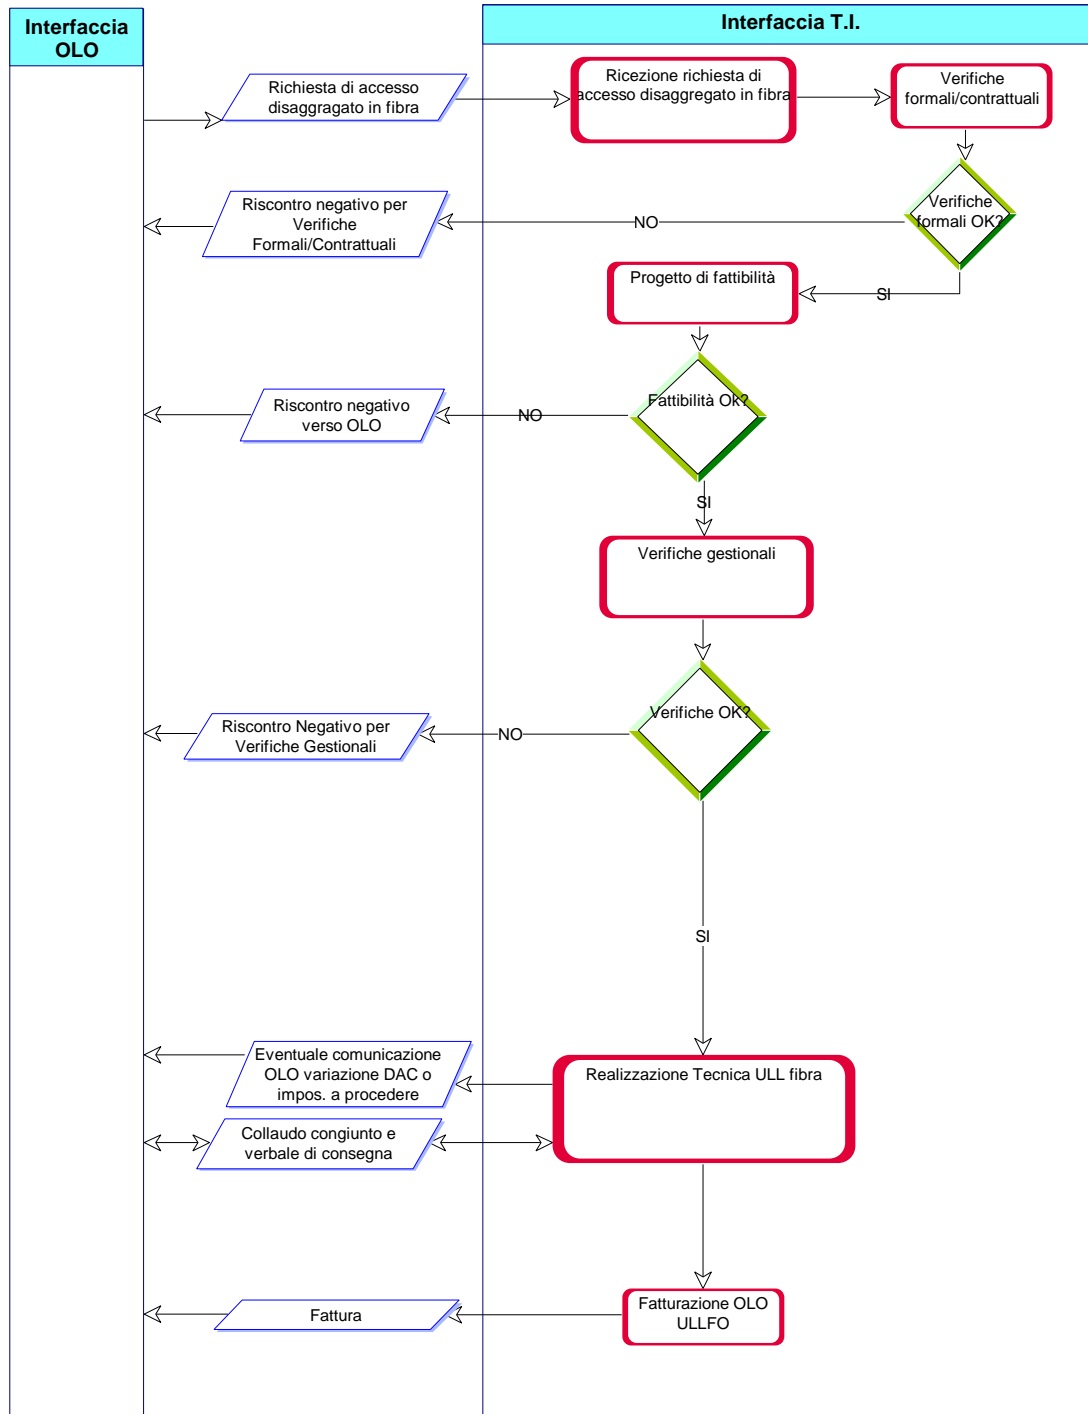 Interfaccia
OLO
Interfaccia T.I.
Richiesta di accesso
disaggragato in fibra
Ricezione richiesta di
accesso disaggregato in fibra
Verifiche
formali/contrattuali
Verifiche
formali OK?
NO
Riscontro negativo per
Verifiche
Formali/Contrattuali
SI
Progetto di fattibilità
Fattibilità Ok?
NO
Riscontro negativo
verso OLO
SI
Verifiche gestionali
Verifiche OK?
NO
Riscontro Negativo per
Verifiche Gestionali
SI
Eventuale comunicazione
OLO variazione DAC o
impos. a procedere
Realizzazione Tecnica ULL fibra
Collaudo congiunto e
verbale di consegna
Fatturazione OLO
ULLFO
Fattura